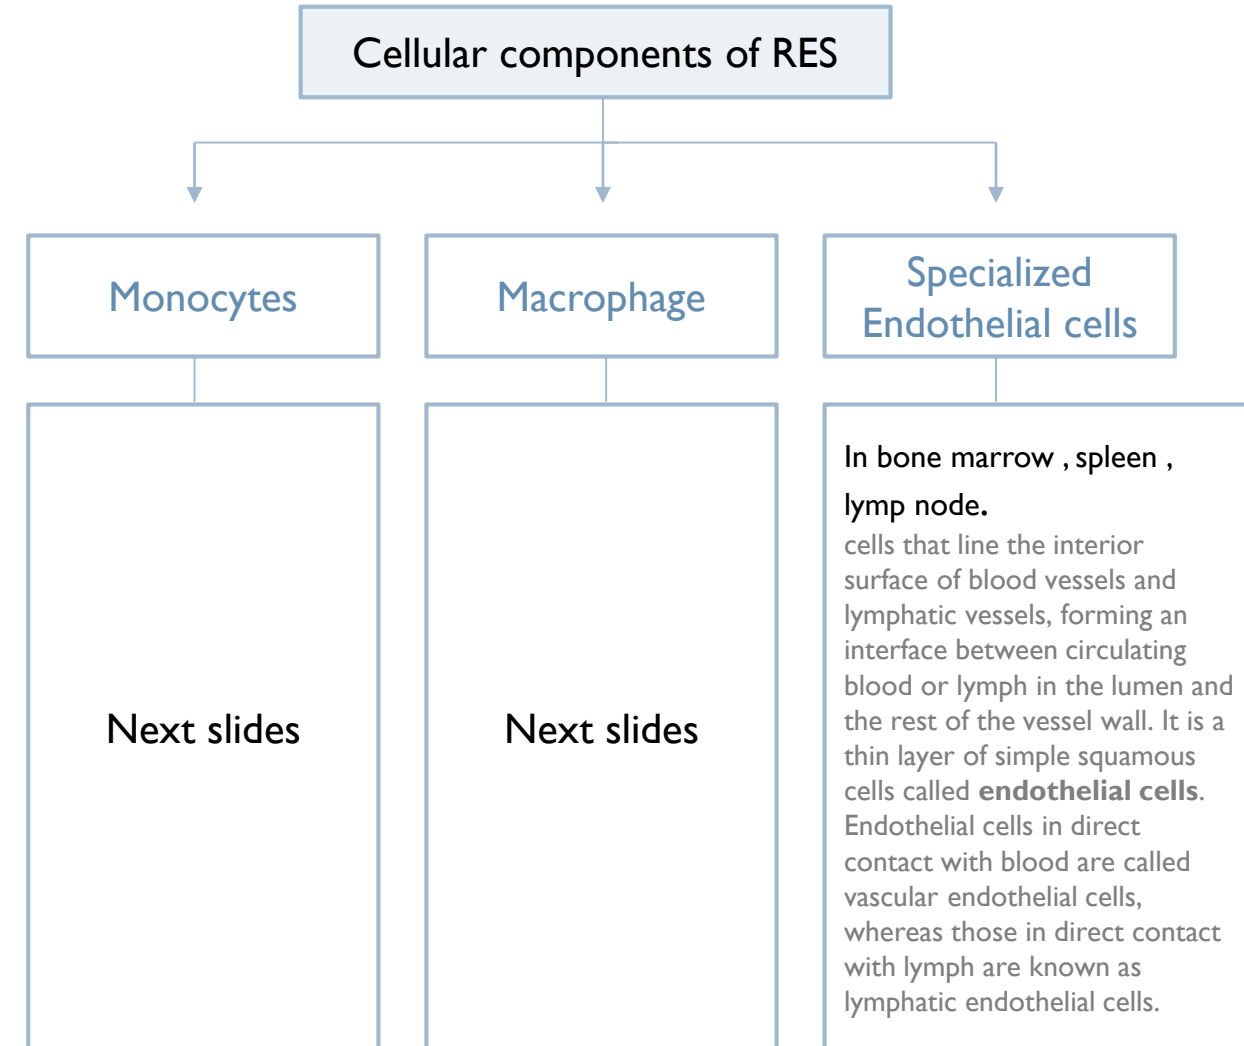 Cellular components of RES
Monocytes
Macrophage
Specialized
Endothelial cells
Next slides
Next slides
In bone marrow , spleen ,
lymp node.
cells that line the interior
surface of blood vessels and
lymphatic vessels, forming an
interface between circulating
blood or lymph in the lumen and
the rest of the vessel wall. It is a
thin layer of simple squamous
cells called endothelial cells.
Endothelial cells in direct
contact with blood are called
vascular endothelial cells,
whereas those in direct contact
with lymph are known as
lymphatic endothelial cells.